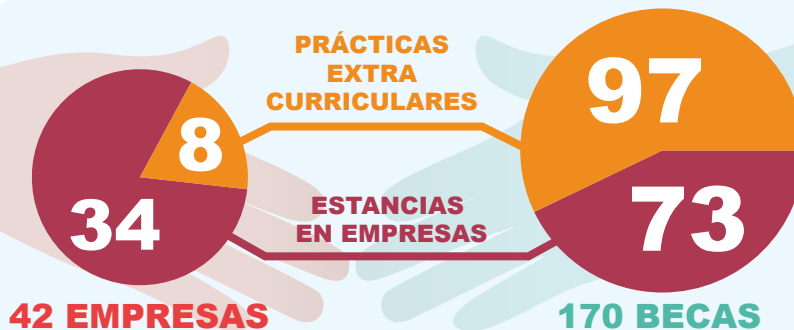 PRÁCTICAS
EXTRA
CURRICULARES
97
8
34
ESTANCIAS
EN EMPRESAS
73
42 EMPRESAS
170 BECAS